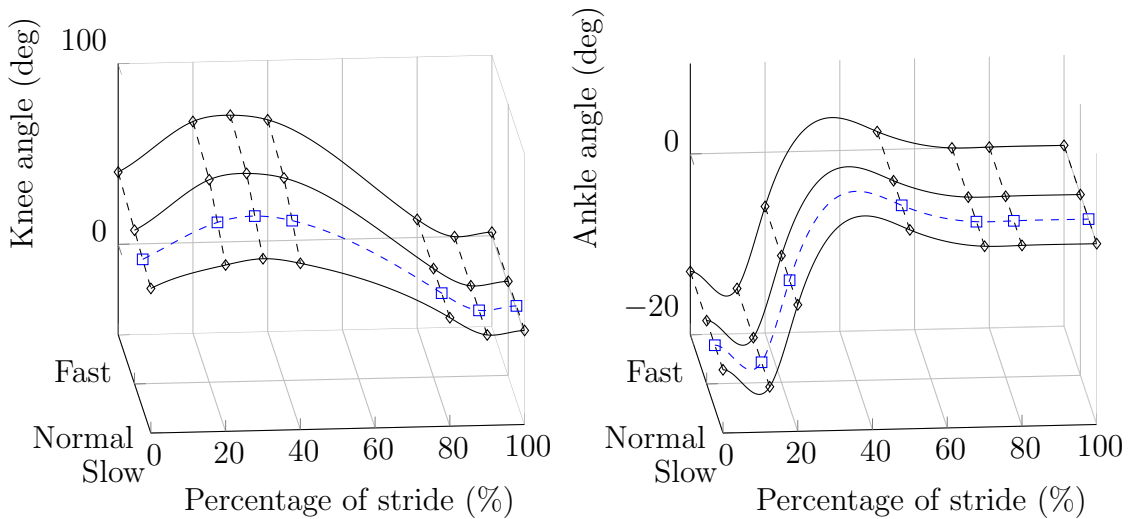 Knee angle (deg)
100
0
Fast
Normal
Slow
0 20 40 60 80 100
Percentage of stride (%)
Ankle angle (deg)
0
−20
Fast
Normal
Slow
0 20 40 60 80 100
Percentage of stride (%)